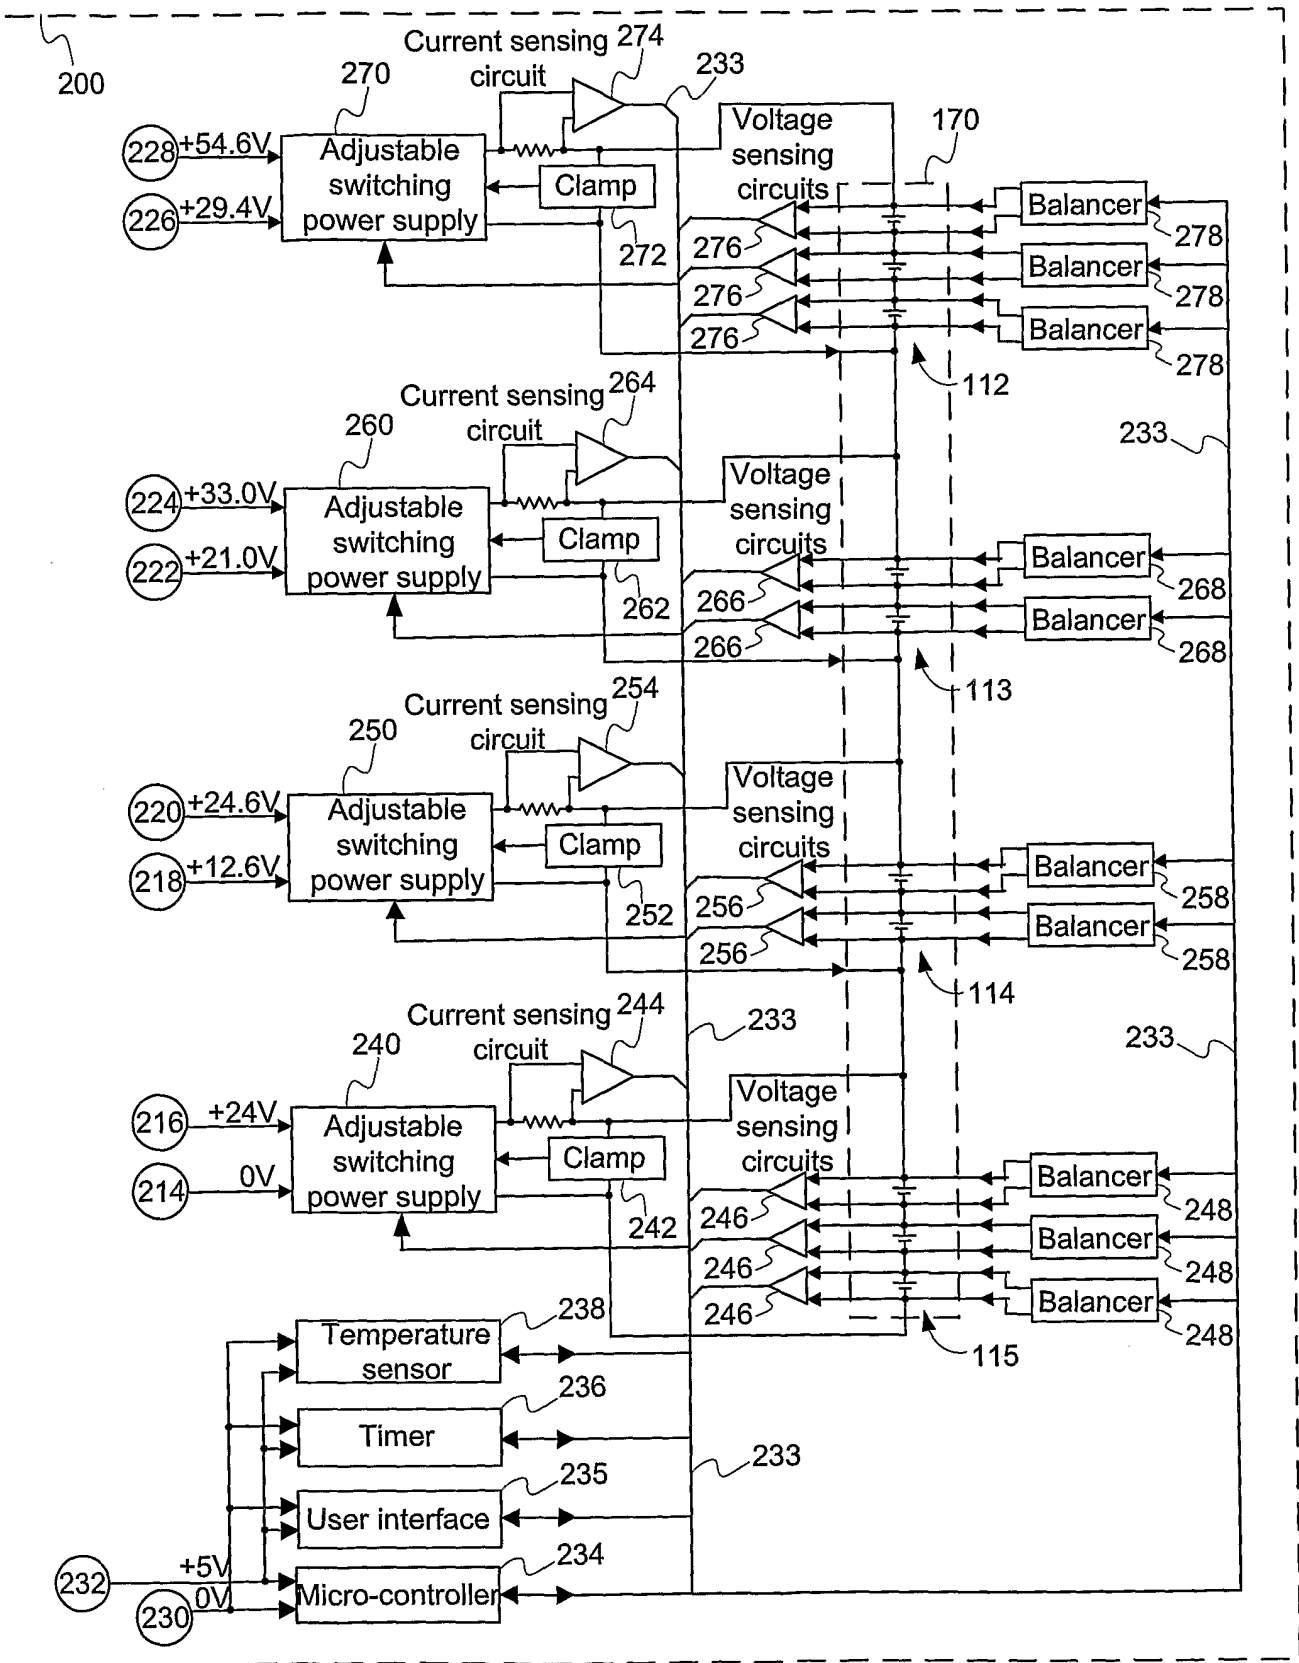 200
Current sensing
circuit
274
233
270
228
+54.6V
226
+29.4V
Adjustable
switching
power supply
Clamp
272
Voltage
sensing
circuits
170
276
276
276
Balancer
278
Balancer
278
Balancer
278
112
Current sensing
circuit
264
260
224
+33.0V
222
+21.0V
Adjustable
switching
power supply
Clamp
262
Voltage
sensing
circuits
266
266
233
Balancer
268
Balancer
268
113
Current sensing
circuit
254
250
220
+24.6V
218
+12.6V
Adjustable
switching
power supply
Clamp
252
Voltage
sensing
circuits
256
256
Balancer
258
Balancer
258
114
Current sensing
circuit
244
233
233
240
216
+24V
214
0V
Adjustable
switching
power supply
Clamp
242
Voltage
sensing
circuits
246
246
246
Balancer
248
Balancer
248
Balancer
248
115
Temperature
sensor
238
Timer
236
User interface
235
233
Micro-controller
234
232
+5V
230
0V